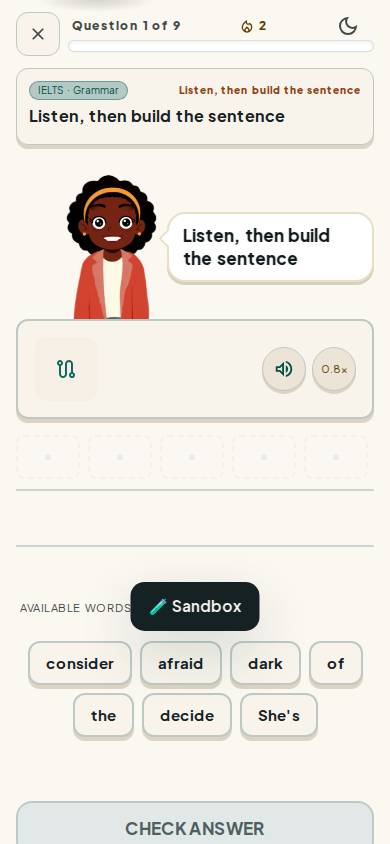 Question 1 of 9
2
IELTS · Grammar
Listen, then build the sentence
Listen, then build the sentence
Listen, then build
the sentence
0.8×
AVAILABLE WORDS
🧪 Sandbox
consider
afraid
dark
of
the
decide
She's
CHECK ANSWER